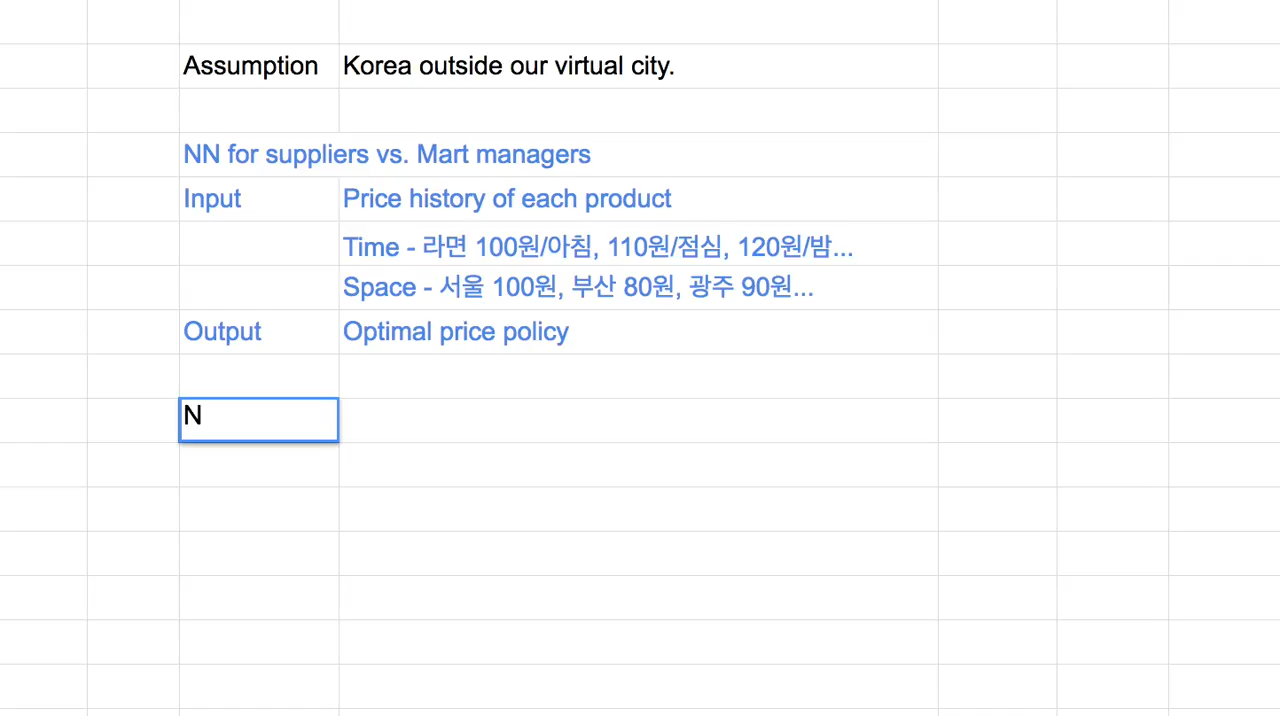 Assumption Korea outside our virtual city.
NN for suppliers vs. Mart managers
Input Price history of each product
Time - 라면 100원/아침, 110원/점심, 120원/밤...
Space - 서울 100원, 부산 80원, 광주 90원...
Output Optimal price policy
N